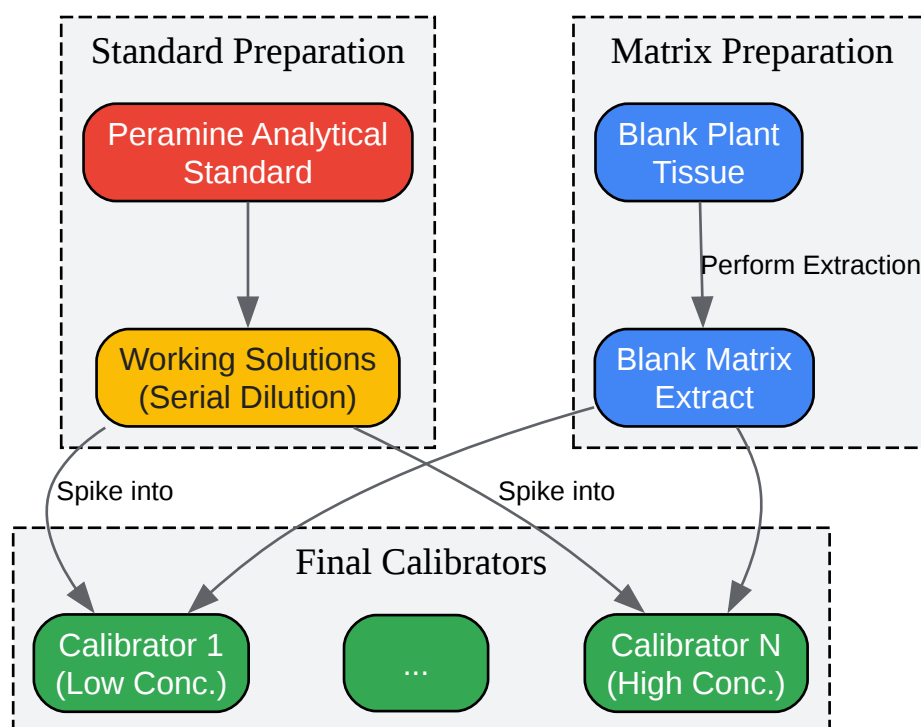 Standard Preparation
Peramine Analytical
Standard
Working Solutions
(Serial Dilution)
Matrix Preparation
Blank Plant
Tissue
Perform Extraction
Blank Matrix
Extract
Spike into
Spike into
Final Calibrators
Calibrator 1
(Low Conc.)
...
Calibrator N
(High Conc.)